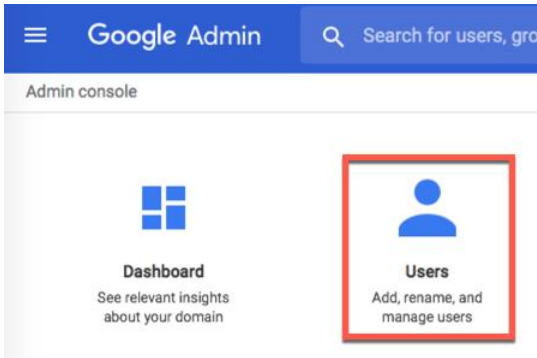 Google Admin
Search for users, gro
Admin console
Dashboard
See relevant insights
about your domain
Users
Add, rename, and
manage users